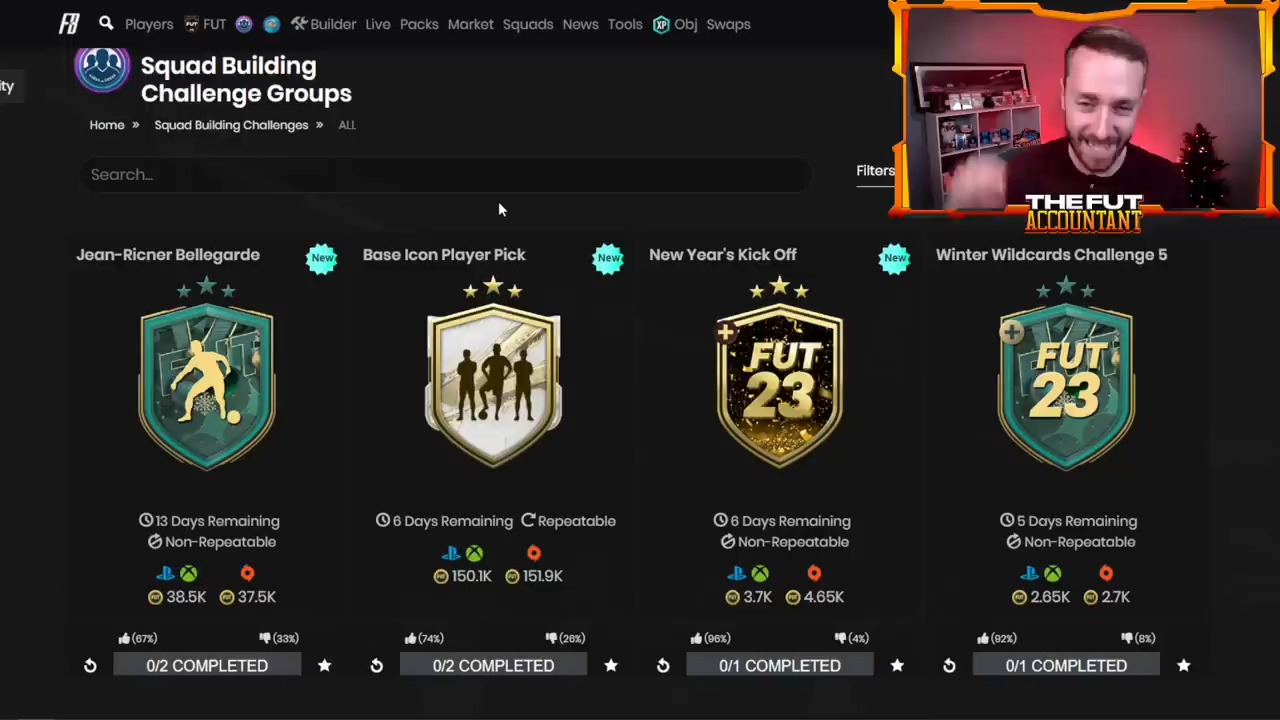 F8 Players FUT Builder Live Packs Market Squads News Tools XP Obj Swaps
ity
Squad Building
Challenge Groups
Home » Squad Building Challenges » ALL
Search...
Filters
THE FUT
ACCOUNTANT
Jean-Ricner Bellegarde New
Base Icon Player Pick New
New Year's Kick Off New
Winter Wildcards Challenge 5
FUT
23
FUT
23
13 Days Remaining
Non-Repeatable
38.5K 37.5K
6 Days Remaining Repeatable
150.1K 151.9K
6 Days Remaining
Non-Repeatable
3.7K 4.65K
5 Days Remaining
Non-Repeatable
2.65K 2.7K
(67%) (33%)
(74%) (26%)
(96%) (4%)
(92%) (8%)
0/2 COMPLETED
0/2 COMPLETED
0/1 COMPLETED
0/1 COMPLETED